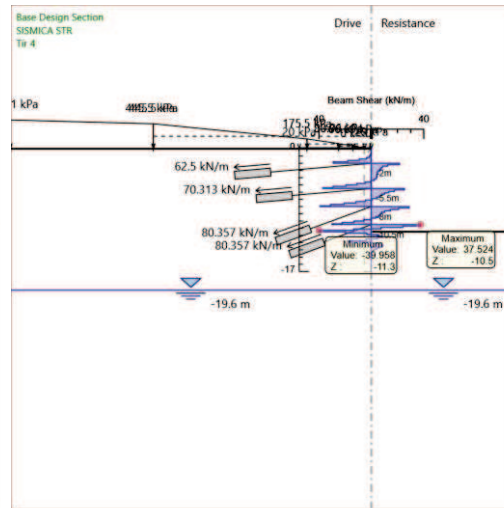 Base Design Section
SISMICA STR
Tir 4
Drive
Resistance
Beam Shear (kN/m)
40
1 kPa
175.5 kPa
62.5 kN/m
-2m
70.313 kN/m
-5.5m
-8m
80.357 kN/m
80.357 kN/m
-10.5m
Minimum
Value: -39.958
Z : -11.3
Maximum
Value: 37.524
Z : -10.5
-17
-19.6 m
-19.6 m